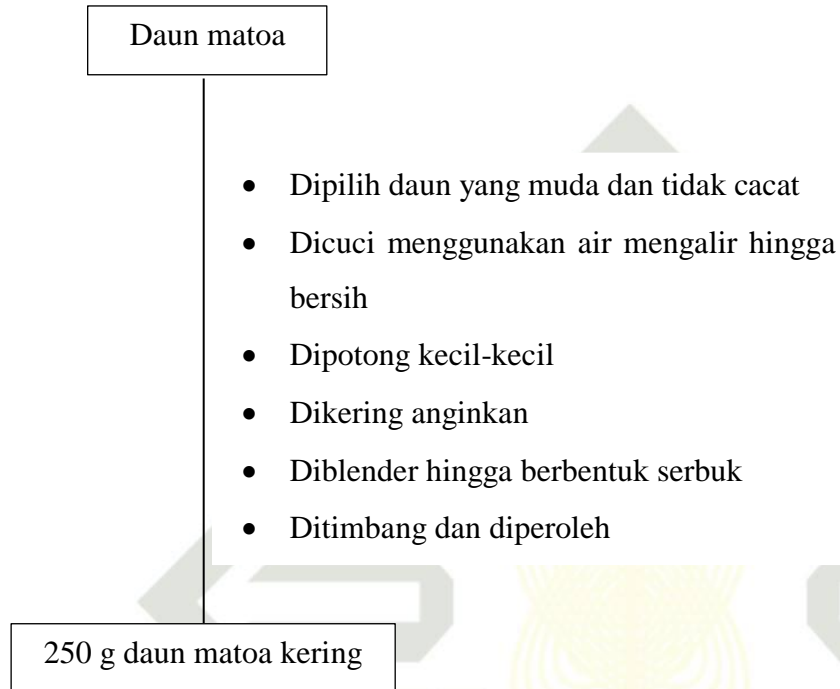 Daun matoa
• Dipilih daun yang muda dan tidak cacat
• Dicuci menggunakan air mengalir hingga
bersih
• Dipotong kecil-kecil
• Dikering anginkan
• Diblender hingga berbentuk serbuk
• Ditimbang dan diperoleh
250 g daun matoa kering